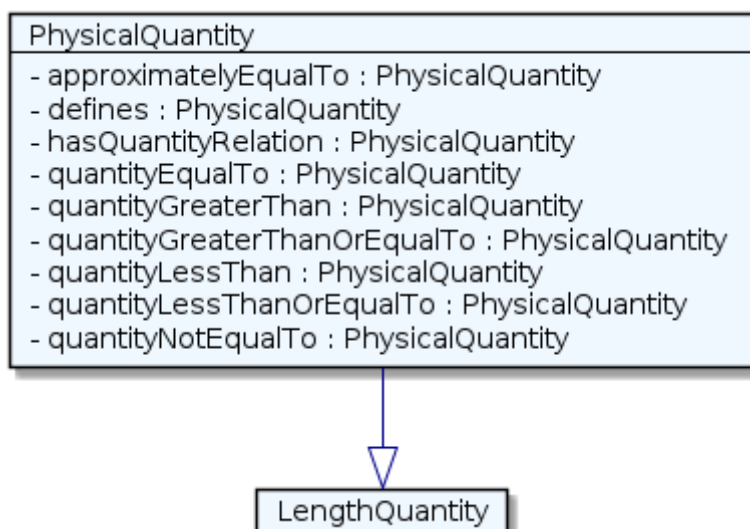 PhysicalQuantity
- approximatelyEqualTo : PhysicalQuantity
- defines : PhysicalQuantity
- hasQuantityRelation : PhysicalQuantity
- quantityEqualTo : PhysicalQuantity
- quantityGreaterThan : PhysicalQuantity
- quantityGreaterThanOrEqualTo : PhysicalQuantity
- quantityLessThan : PhysicalQuantity
- quantityLessThanOrEqualTo : PhysicalQuantity
- quantityNotEqualTo : PhysicalQuantity
LengthQuantity